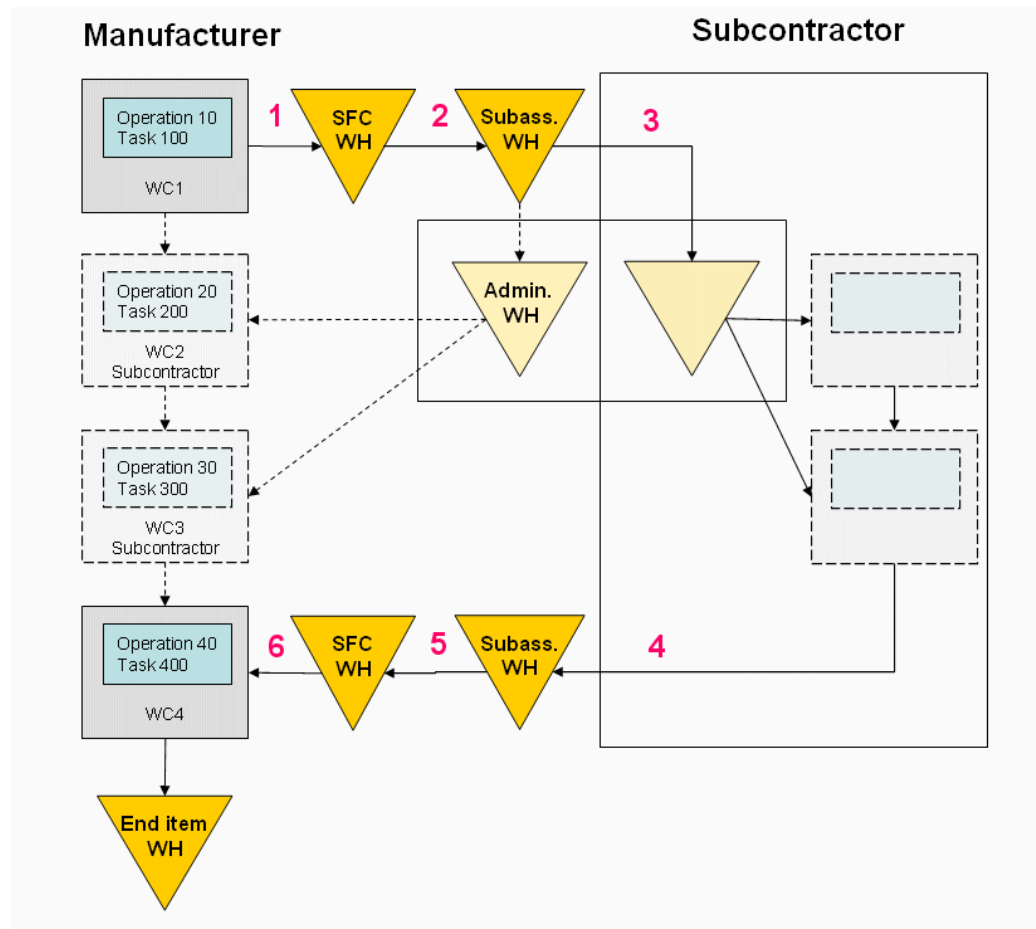 Manufacturer
Subcontractor
Operation 10
Task 100
WC1
1
SFC
WH
2
Subass.
WH
3
Operation 20
Task 200
WC2
Subcontractor
Admin.
WH
Operation 30
Task 300
WC3
Subcontractor
Operation 40
Task 400
WC4
6
SFC
WH
5
Subass.
WH
4
End item
WH